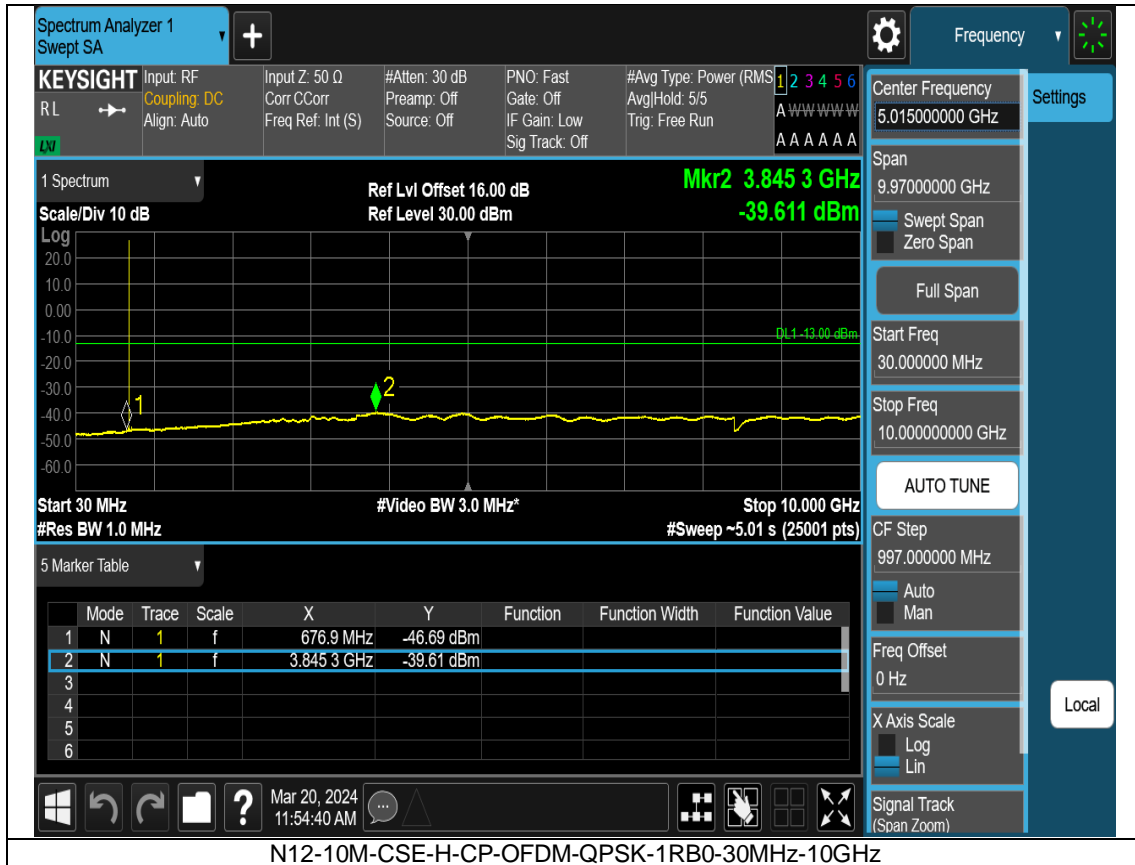 Spectrum Analyzer 1
Swept SA
Frequency
KEYSIGHT
RL
LXI
Input: RF
Coupling: DC
Align: Auto
Input Z: 50 Ω
Corr CCorr
Freq Ref: Int (S)
#Atten: 30 dB
Preamp: Off
Source: Off
PNO: Fast
Gate: Off
IF Gain: Low
Sig Track: Off
#Avg Type: Power (RMS
Avg|Hold: 5/5
Trig: Free Run
1 2 3 4 5 6
A W W W W W
A A A A A A
1 Spectrum
Scale/Div 10 dB
Ref Lvl Offset 16.00 dB
Ref Level 30.00 dBm
Mkr2 3.845 3 GHz
-39.611 dBm
Log
20.0
10.0
0.00
-10.0
-20.0
-30.0
-40.0
-50.0
-60.0
DL1 -13.00 dBm
1
2
Start 30 MHz
#Video BW 3.0 MHz*
Stop 10.000 GHz
#Res BW 1.0 MHz
#Sweep ~5.01 s (25001 pts)
5 Marker Table
Mode Trace Scale X Y Function Function Width Function Value
1 N 1 f 676.9 MHz -46.69 dBm
2 N 1 f 3.845 3 GHz -39.61 dBm
3
4
5
6
Center Frequency
5.015000000 GHz
Settings
Span
9.97000000 GHz
Swept Span
Zero Span
Full Span
Start Freq
30.000000 MHz
Stop Freq
10.000000000 GHz
AUTO TUNE
CF Step
997.000000 MHz
Auto
Man
Freq Offset
0 Hz
Local
X Axis Scale
Log
Lin
Signal Track
(Span Zoom)
?
Mar 20, 2024
11:54:40 AM
N12-10M-CSE-H-CP-OFDM-QPSK-1RB0-30MHz-10GHz